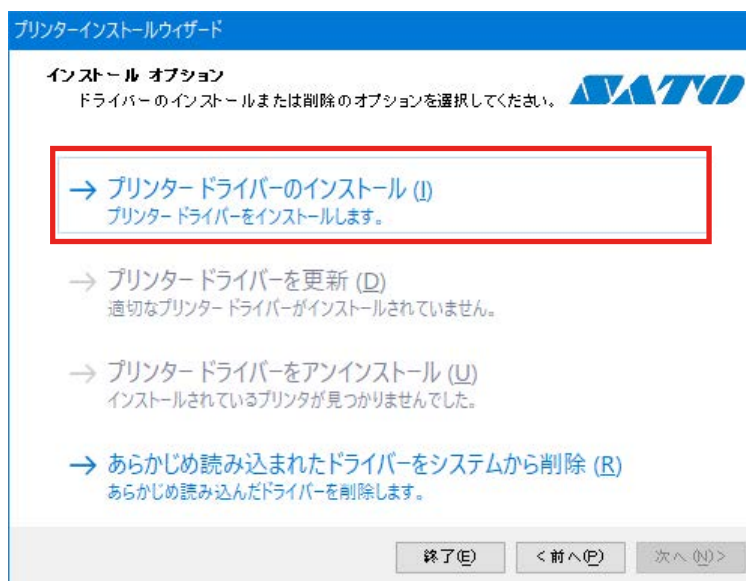 プリンターインストールウィザード
インストール オプション
ドライバーのインストールまたは削除のオプションを選択してください。
SATO
→ プリンタードライバーのインストール (I)
プリンタードライバーをインストールします。
→ プリンタードライバーを更新 (D)
適切なプリンタードライバーがインストールされていません。
→ プリンタードライバーをアンインストール (U)
インストールされているプリンタが見つかりませんでした。
→ あらかじめ読み込まれたドライバーをシステムから削除 (R)
あらかじめ読み込んだドライバーを削除します。
終了(E) <前へ(P) 次へ(N)>